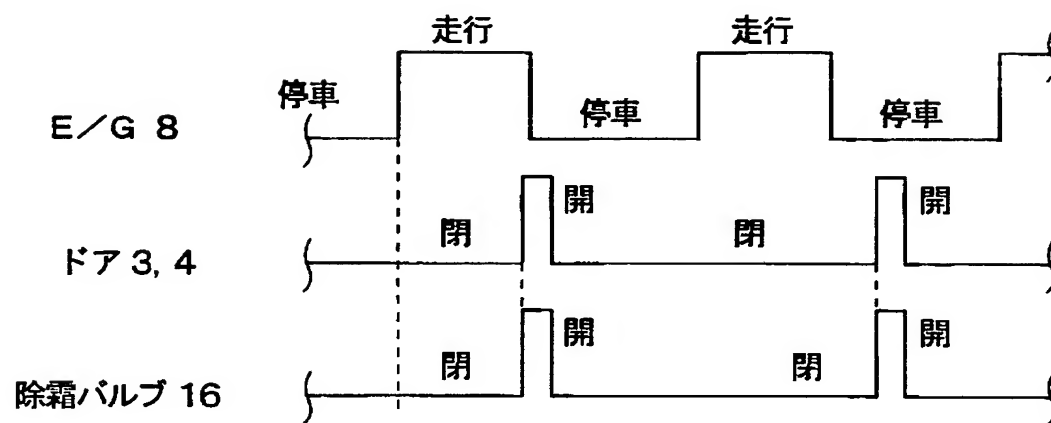 走行 走行
停車
E／G 8 停車 停車
開 開
閉 閉
ドア 3, 4
開 開
閉 閉
除霜バルブ 16